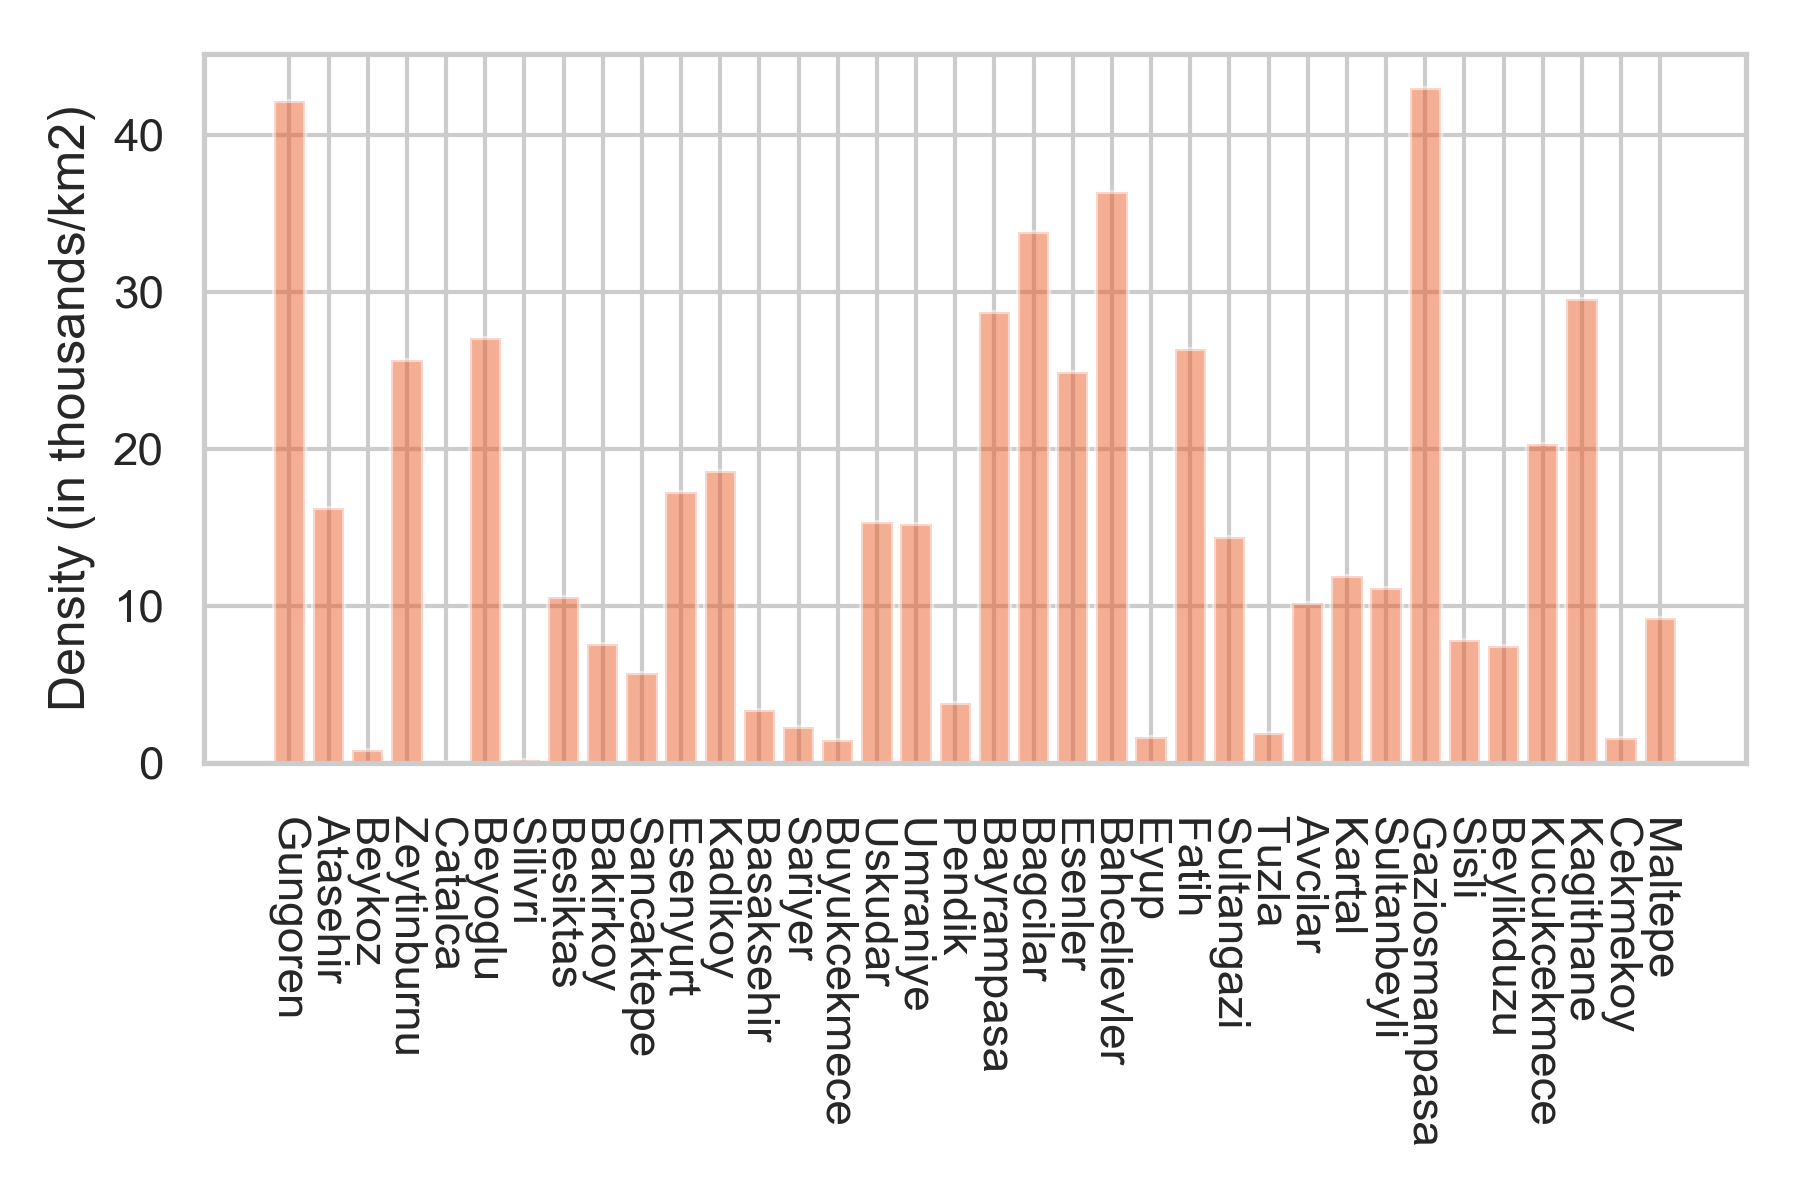 Density (in thousands/km2)
40
30
20
10
0
Gungoren
Atasehir
Beykoz
Zeytinburnu
Catalca
Beyoglu
Silivri
Besiktas
Bakirkoy
Sancaktepe
Esenyurt
Kadikoy
Basaksehir
Sariyer
Buyukcekmece
Uskudar
Umraniye
Pendik
Bayrampasa
Bagcilar
Esenler
Bahcelievler
Eyup
Fatih
Sultangazi
Tuzla
Avcilar
Kartal
Sultanbeyli
Gaziosmanpasa
Sisli
Beylikduzu
Kucukcekmece
Kagithane
Cekmekoy
Maltepe